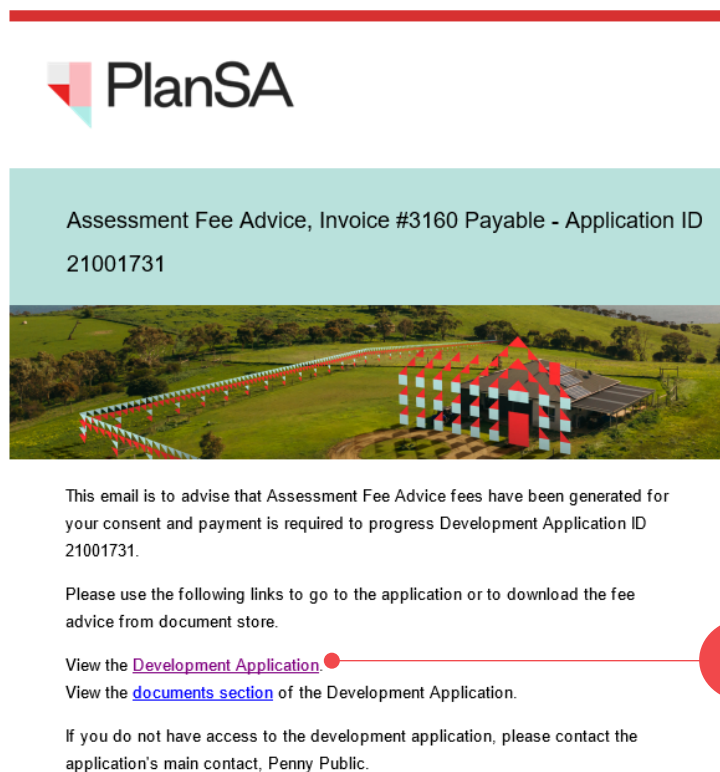 PlanSA
Assessment Fee Advice, Invoice #3160 Payable - Application ID
21001731
This email is to advise that Assessment Fee Advice fees have been generated for
your consent and payment is required to progress Development Application ID
21001731.
Please use the following links to go to the application or to download the fee
advice from document store.
View the Development Application.
View the documents section of the Development Application.
If you do not have access to the development application, please contact the
application's main contact, Penny Public.